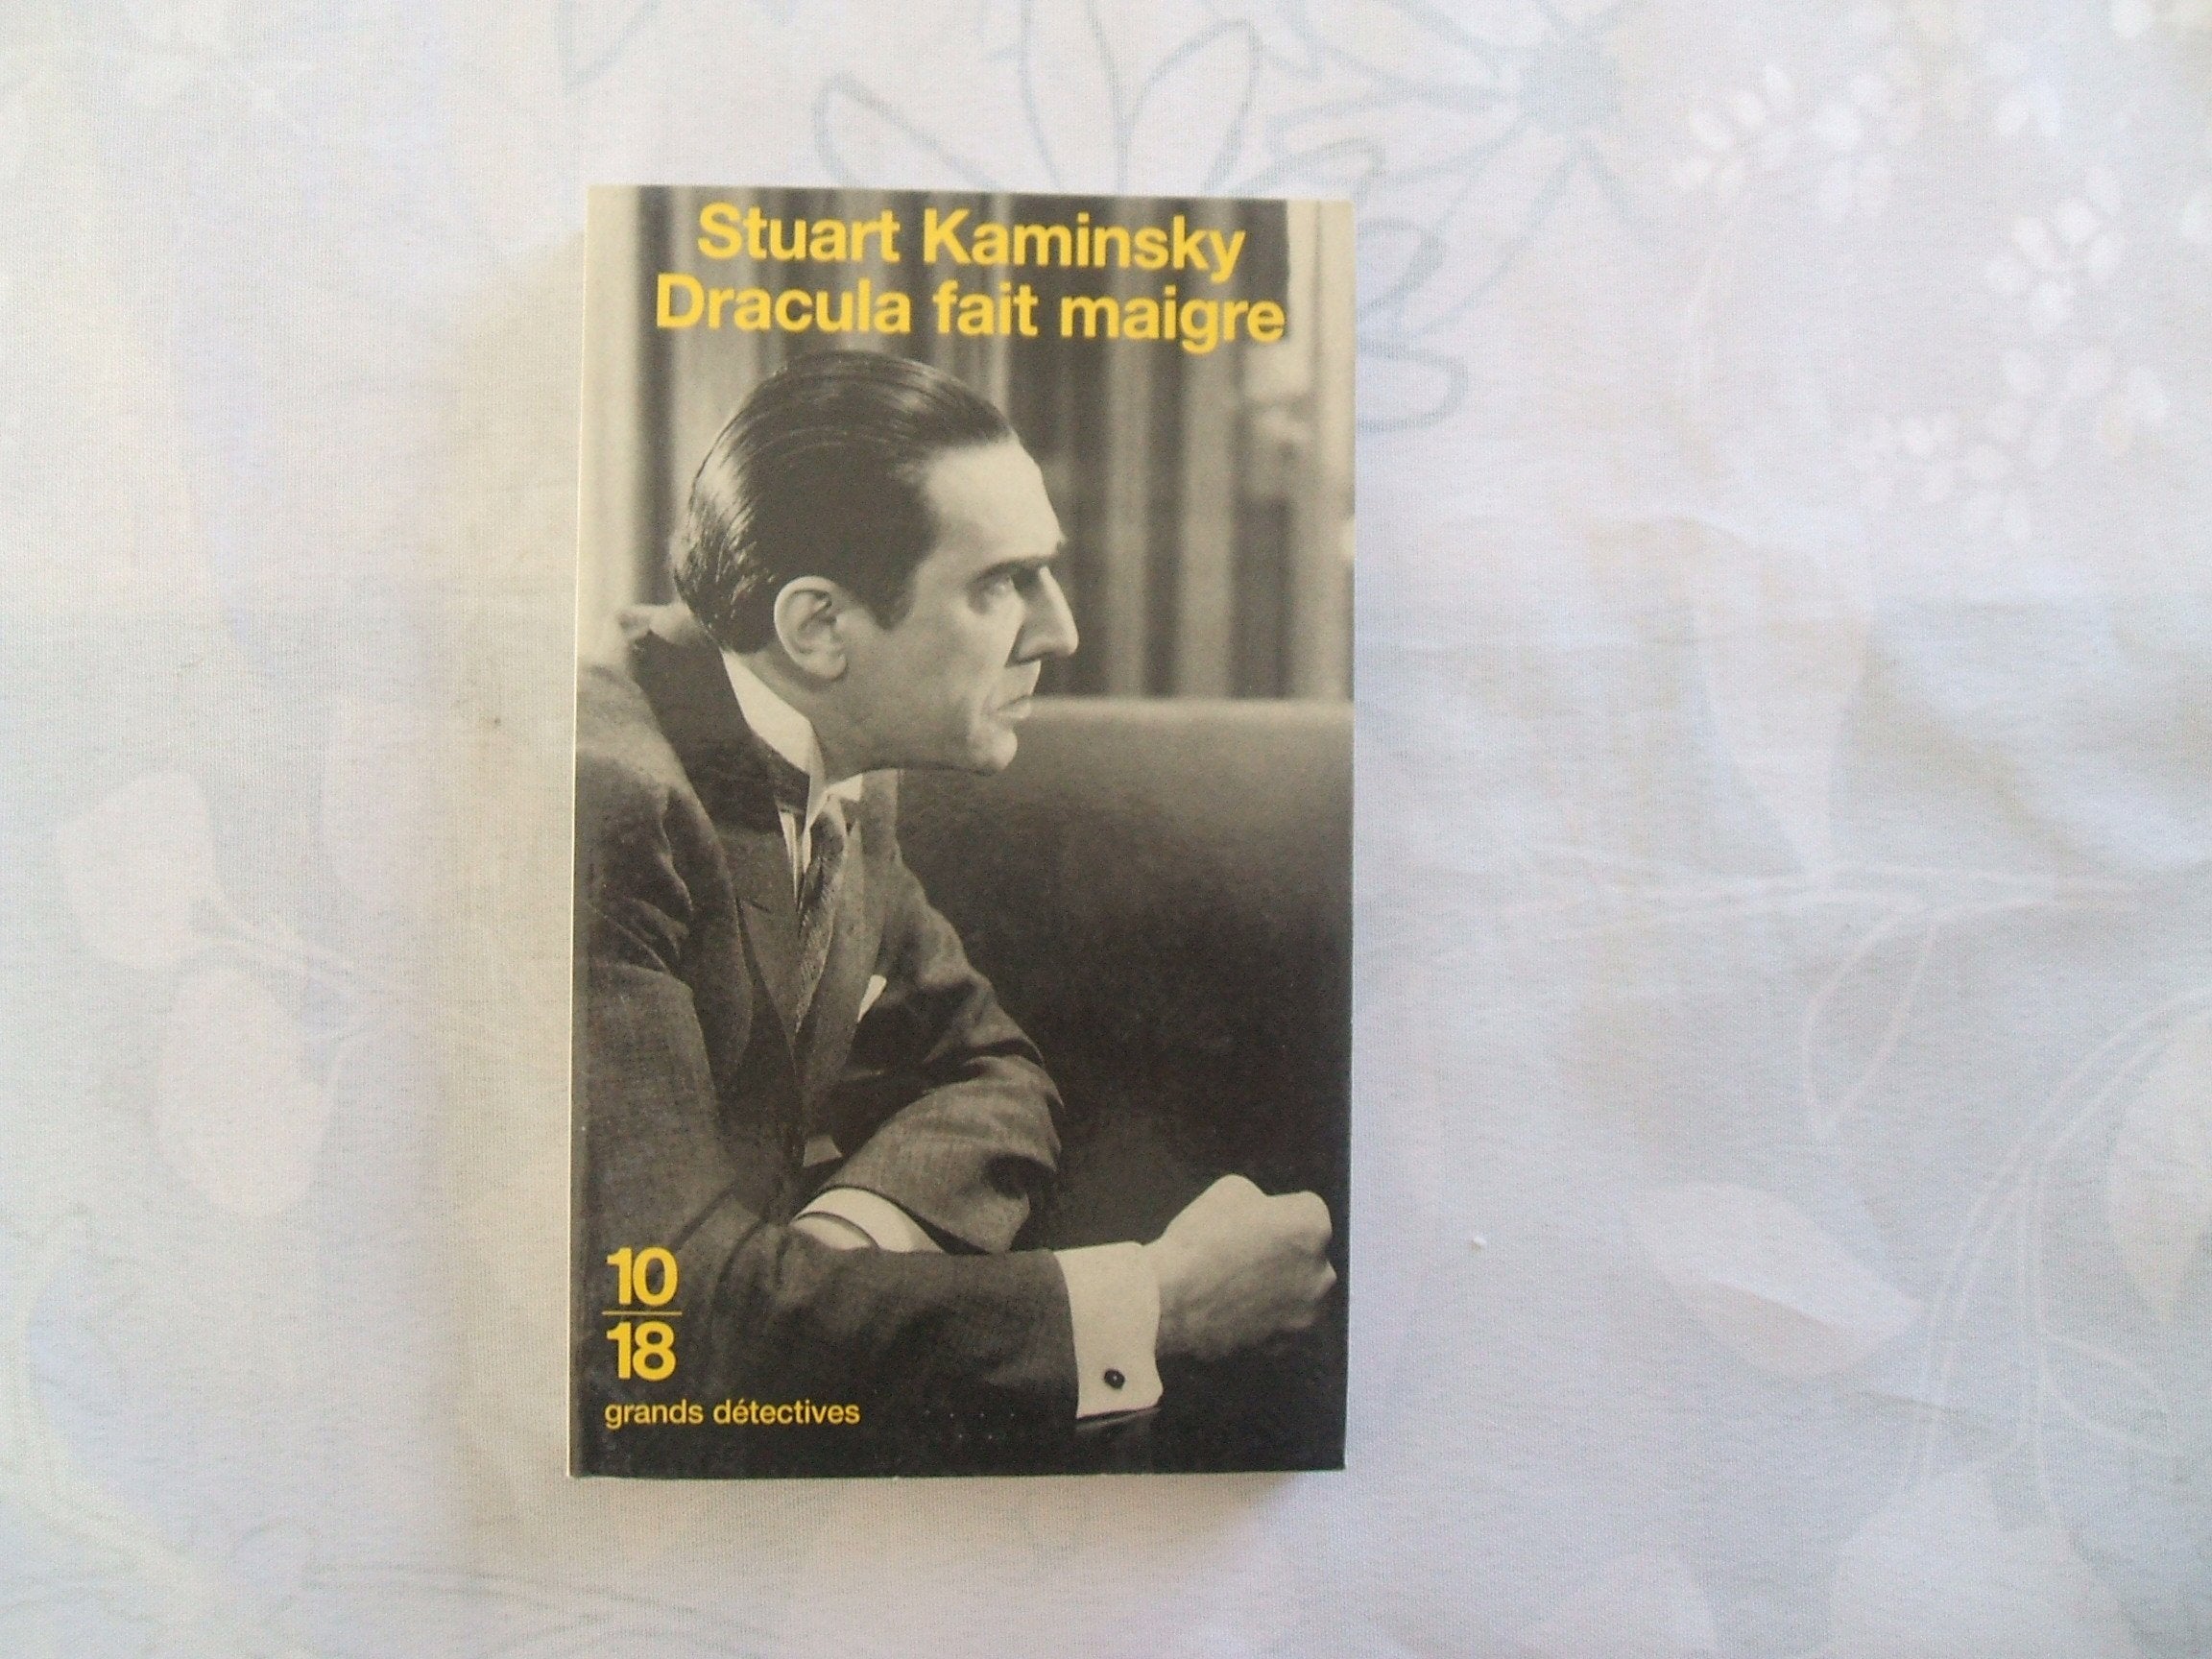 Stuart Kaminsky
Dracula fait maigre
10
18
grands détectives